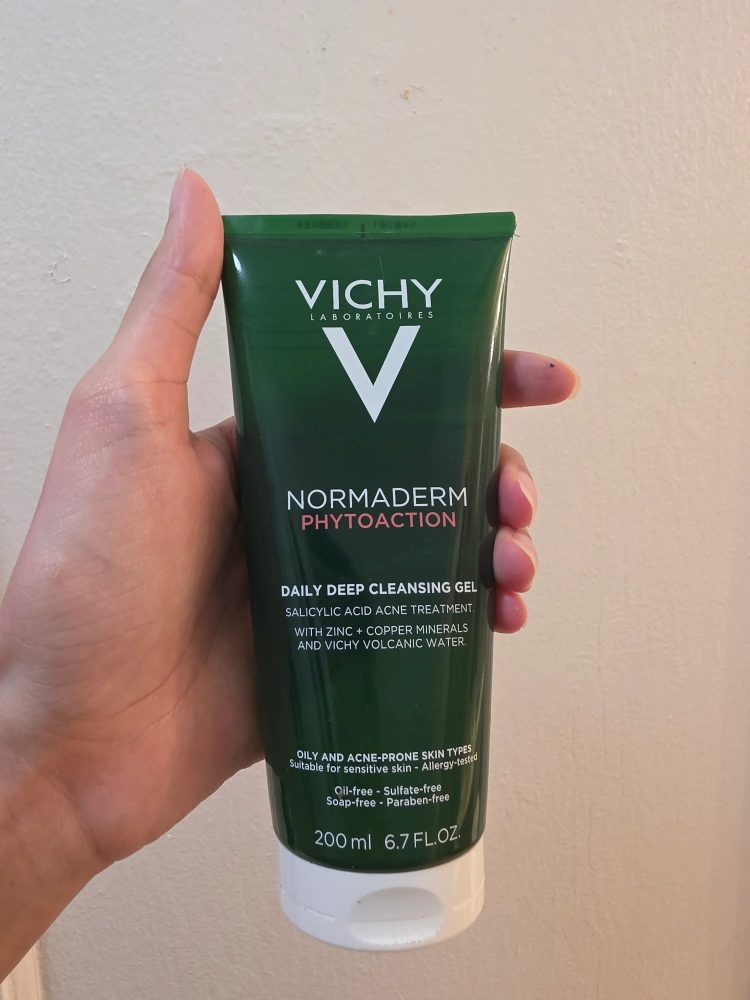 VICHY
LABORATOIRES
V
NORMADERM
PHYTOACTION
DAILY DEEP CLEANSING GEL
SALICYLIC ACID ACNE TREATMENT.
WITH ZINC + COPPER MINERALS
AND VICHY VOLCANIC WATER.
OILY AND ACNE-PRONE SKIN TYPES
Suitable for sensitive skin - Allergy-tested
Oil-free - Sulfate-free
Soap-free - Paraben-free
200 ml 6.7 FL.OZ.